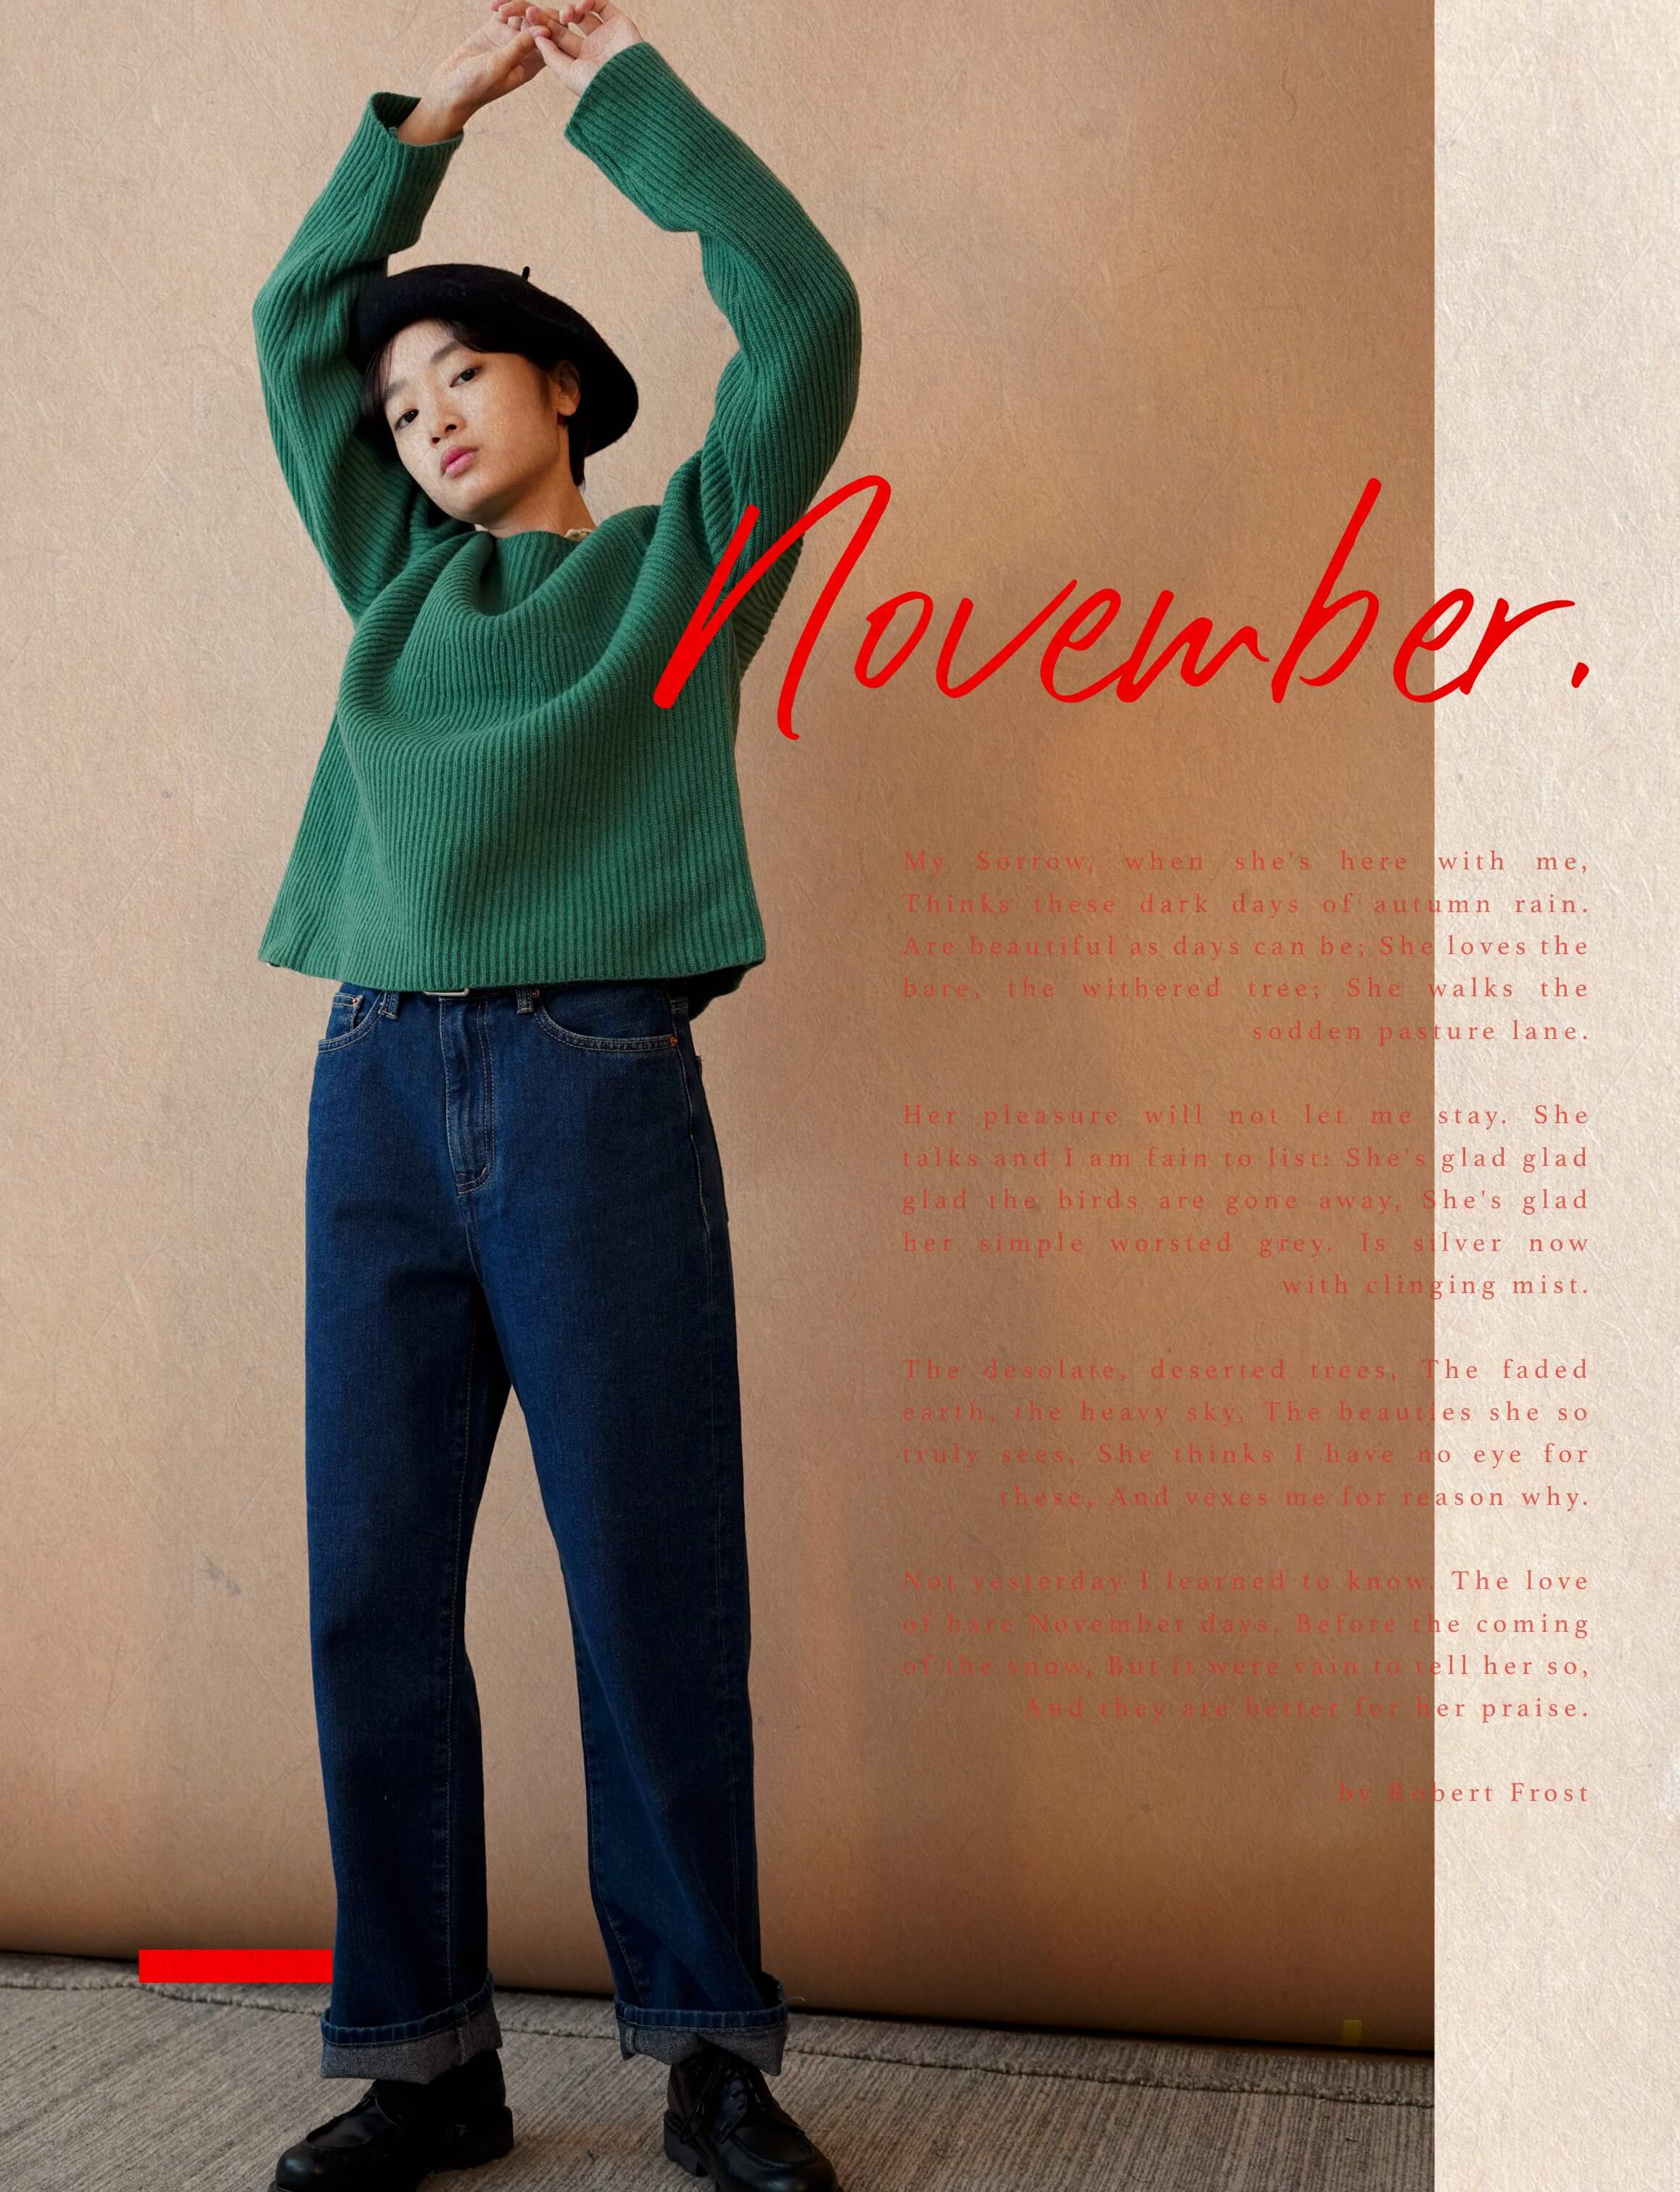 November.
My Sorrow, when she's here with me,
Thinks these dark days of autumn rain.
Are beautiful as days can be; She loves the
bare, the withered tree; She walks the
sodden pasture lane.
Her pleasure will not let me stay. She
talks and I am fain to list: She's glad glad
glad the birds are gone away, She's glad
her simple worsted grey. Is silver now
with clinging mist.
The desolate, deserted trees, The faded
earth, the heavy sky, The beauties she so
truly sees, She thinks I have no eye for
these, And vexes me for reason why.
Not yesterday I learned to know. The love
of bare November days. Before the coming
of the snow, But it were vain to tell her so,
And they are better for her praise.
by Robert Frost